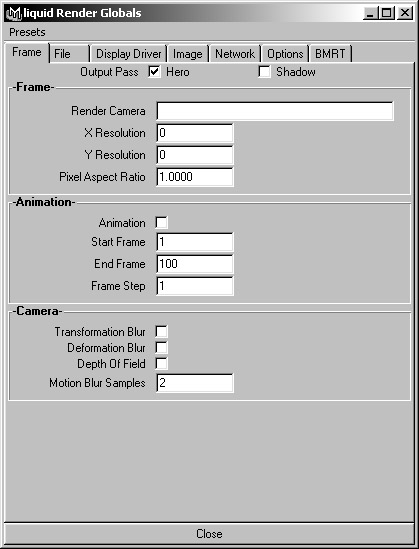 liquid Render Globals
Presets
Frame File Display Driver Image Network Options BMRT
Output Pass Hero Shadow
-Frame-
Render Camera
X Resolution 0
Y Resolution 0
Pixel Aspect Ratio 1.0000
-Animation-
Animation
Start Frame 1
End Frame 100
Frame Step 1
-Camera-
Transformation Blur
Deformation Blur
Depth Of Field
Motion Blur Samples 2
Close